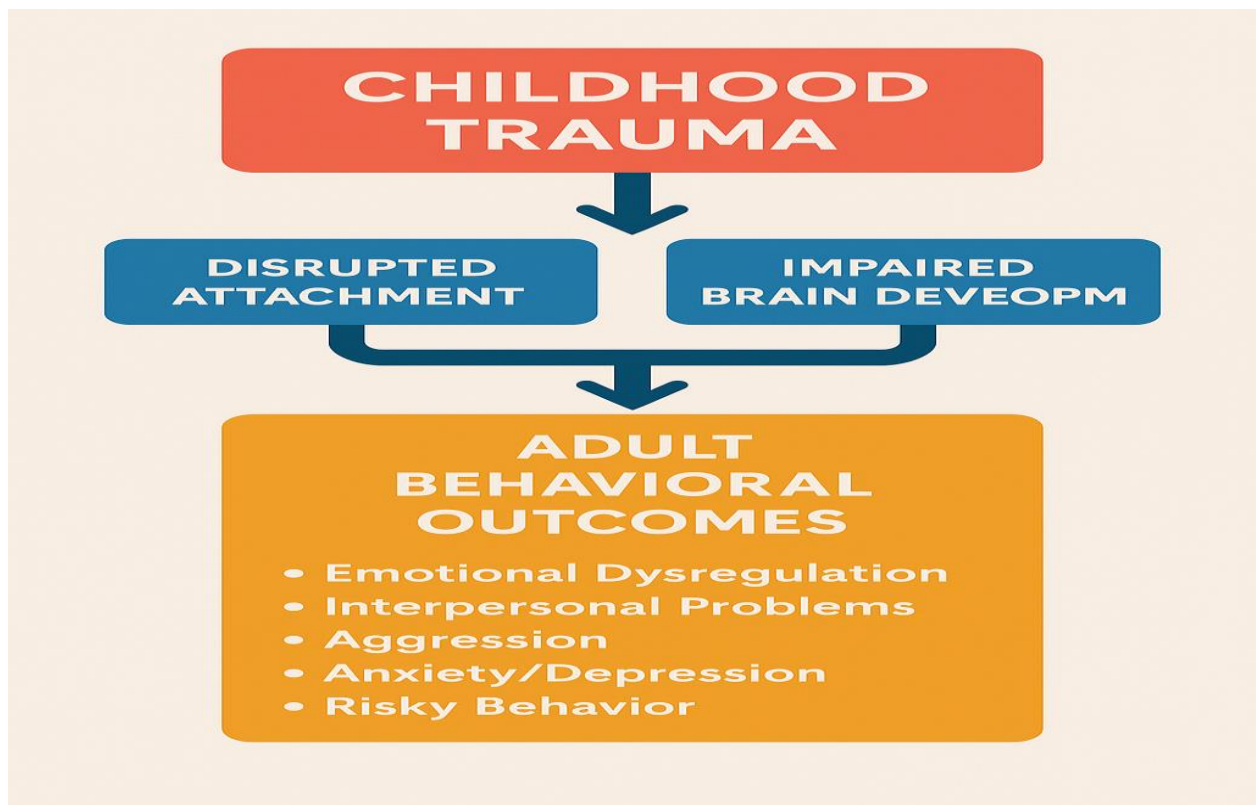 CHILDHOOD
TRAUMA
DISRUPTED
ATTACHMENT
IMPAIRED
BRAIN DEVEOPM
ADULT
BEHAVIORAL
OUTCOMES
• Emotional Dysregulation
• Interpersonal Problems
• Aggression
• Anxiety/Depression
• Risky Behavior